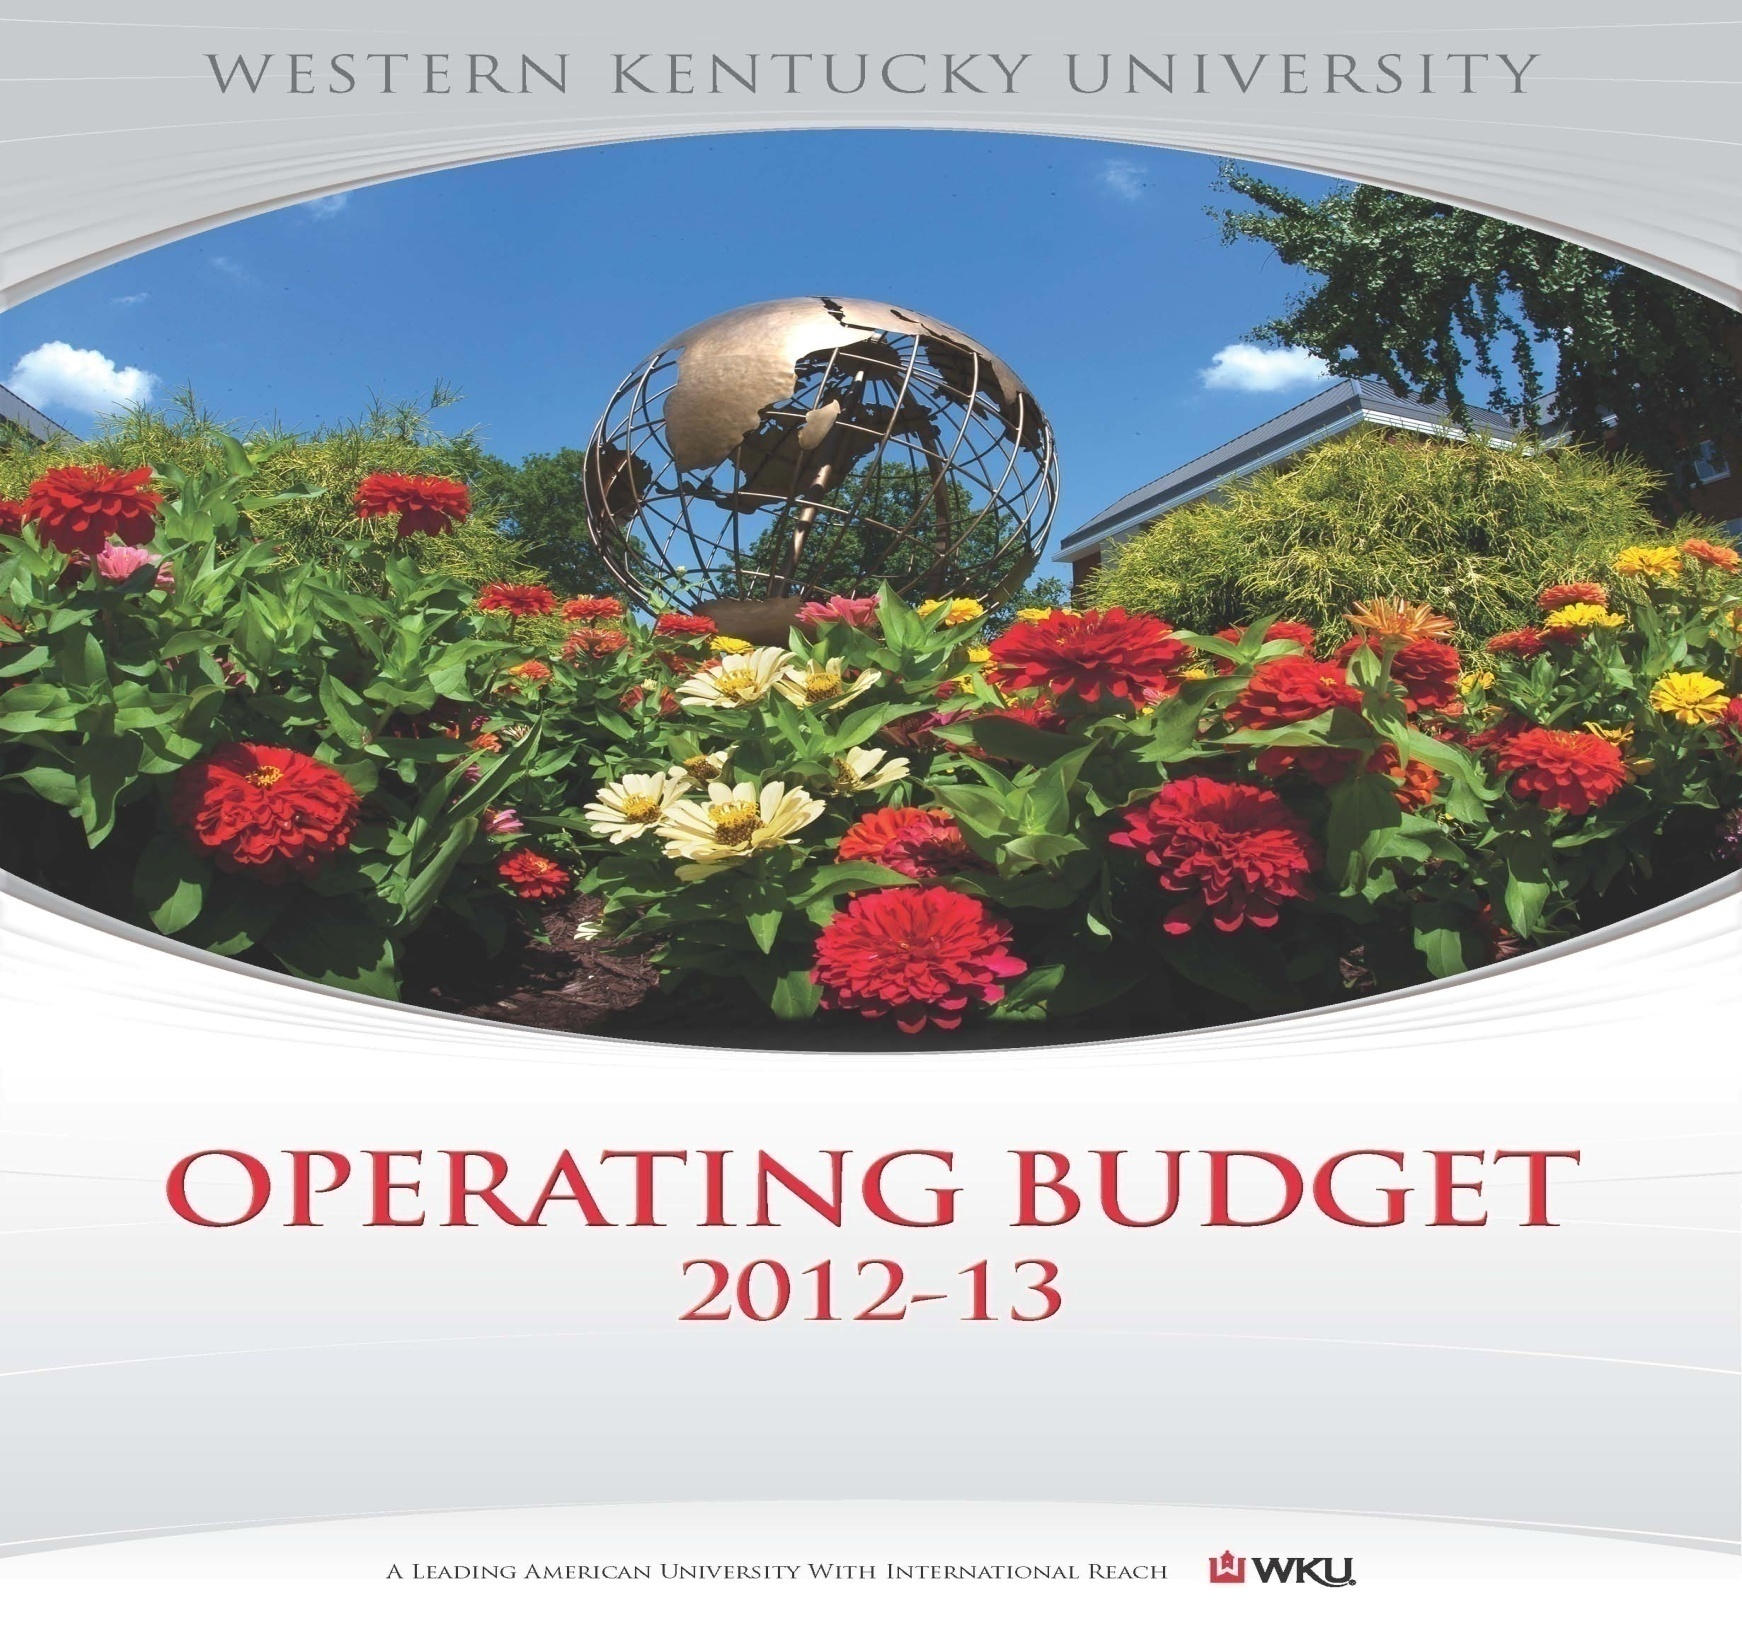 WESTERN KENTUCKY UNIVERSITY
OPERATING BUDGET
2012-13
A LEADING AMERICAN UNIVERSITY WITH INTERNATIONAL REACH WKU®